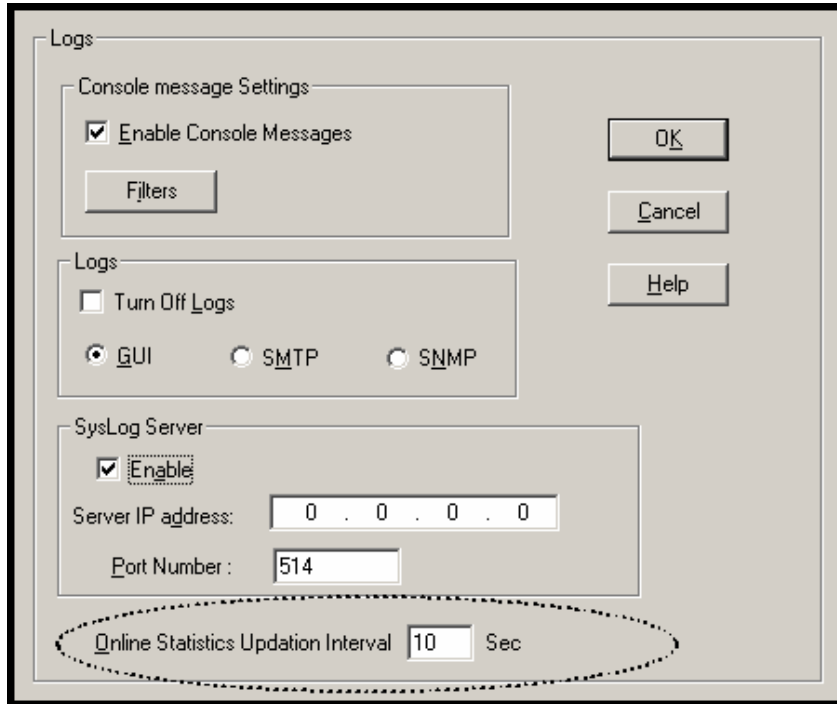 Logs
Console message Settings
Enable Console Messages
OK
Filters
Cancel
Logs
Help
Turn Off Logs
GUI SMTP SNMP
SysLog Server
Enable
Server IP address: 0 . 0 . 0 . 0
Port Number : 514
Online Statistics Updation Interval 10 Sec